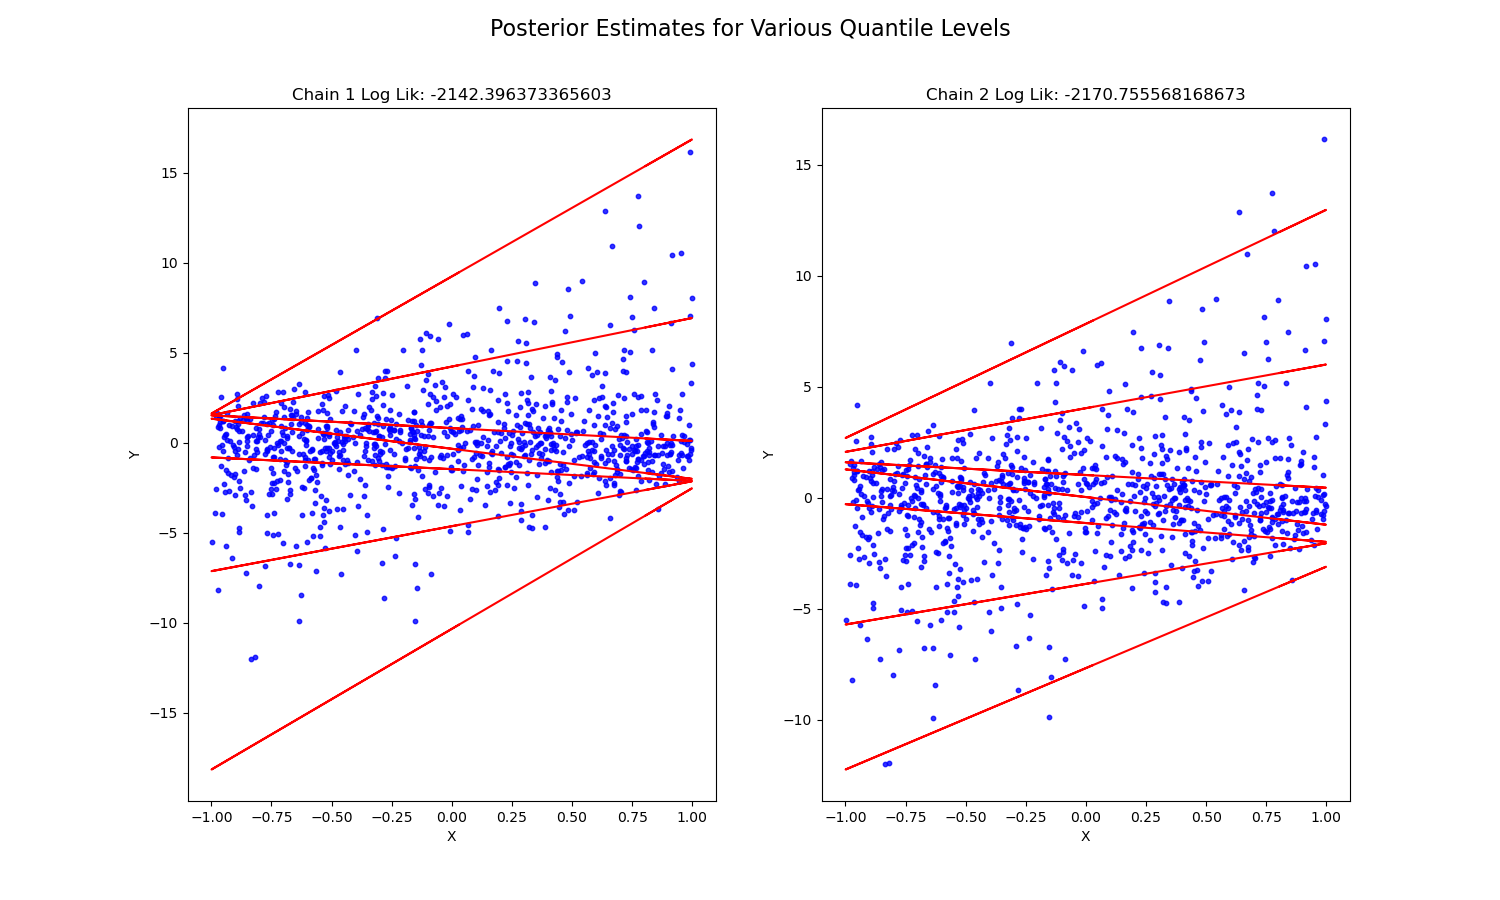 Posterior Estimates for Various Quantile Levels
Chain 1 Log Lik: -2142.396373365603
Chain 2 Log Lik: -2170.755568168673
15
10
5
0
−5
−10
−15
Y
−1.00 −0.75 −0.50 −0.25 0.00 0.25 0.50 0.75 1.00
X
15
10
5
0
−5
−10
Y
−1.00 −0.75 −0.50 −0.25 0.00 0.25 0.50 0.75 1.00
X